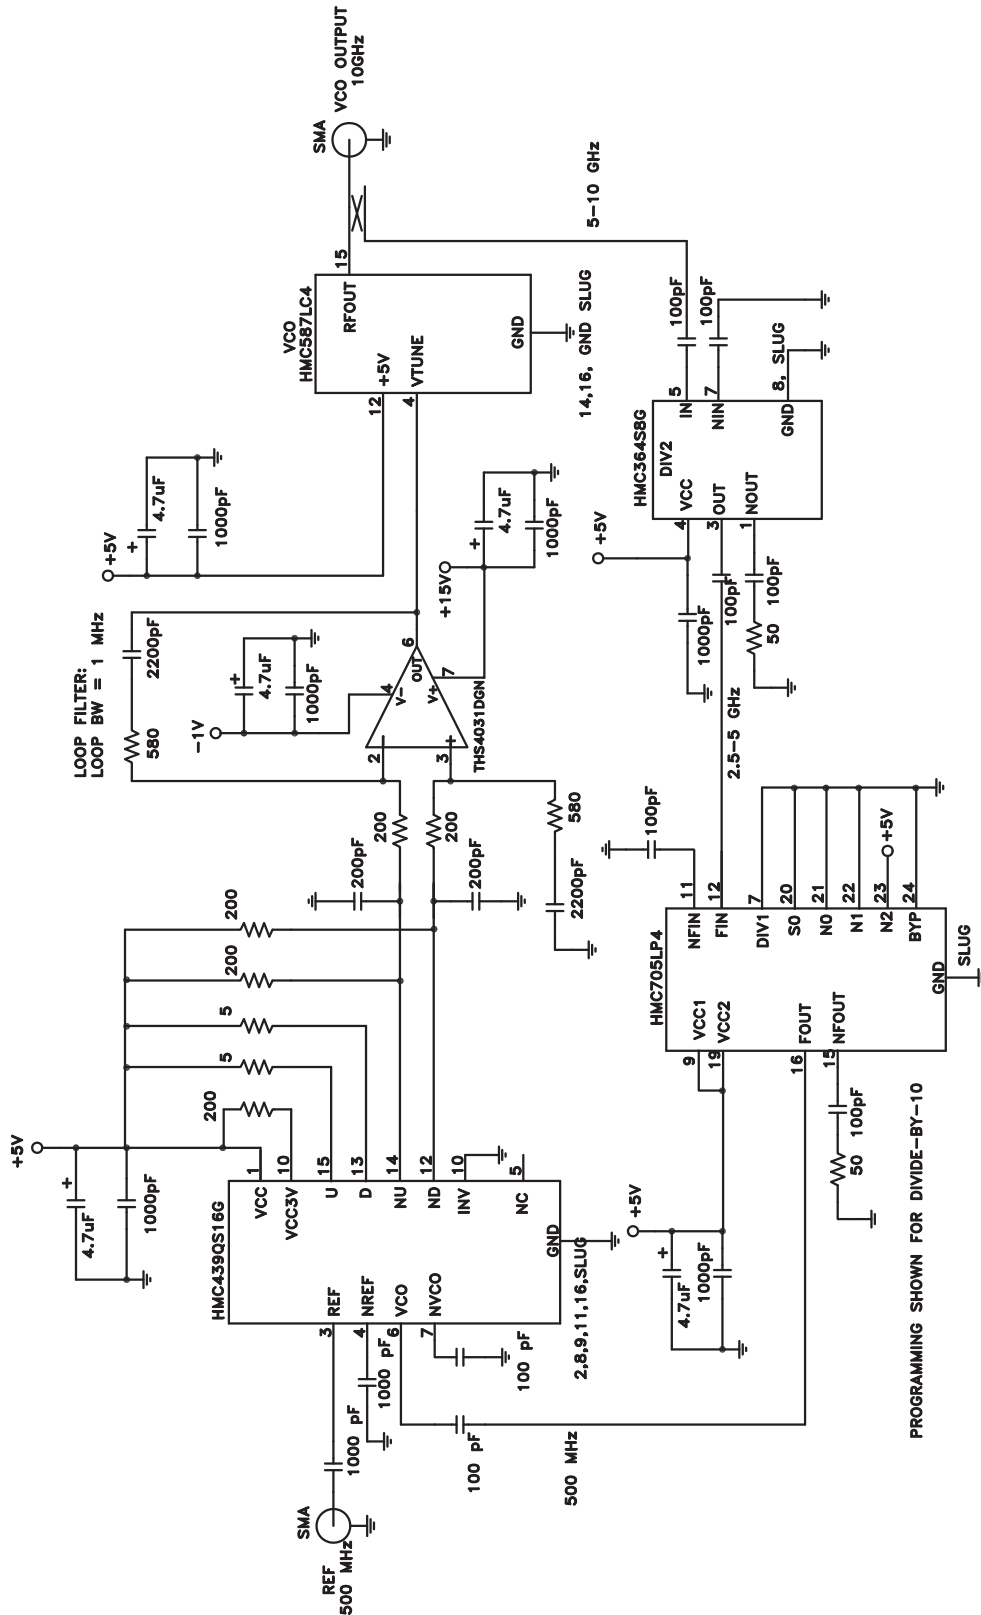 LOOP FILTER:
LOOP BW = 1 MHz
+5V
+
4.7uF
1000pF
HMC439QS16G
VCC
1
VCC3V
10
U
15
D
13
NU
14
ND
12
INV
10
NC
5
GND
2,8,9,11,16,SLUG
REF
3
NREF
4
VCO
6
NVCO
7
200
5
5
200
200
SMA
REF
500 MHz
1000 pF
1000 pF
100 pF
100 pF
500 MHz
200pF
200
200
200pF
580
2200pF
580
2200pF
-1V
+
4.7uF
1000pF
2
3
4
V-
OUT
6
V+
7
THS4031DGN
+15V
+
4.7uF
1000pF
+5V
+
4.7uF
1000pF
VCO
HMC587LC4
12
+5V
4
VTUNE
RFOUT
15
GND
14,16, GND SLUG
SMA
VCO OUTPUT
10GHz
5-10 GHz
HMC364S8G
DIV2
4
VCC
3
OUT
1
NOUT
IN
5
NIN
7
GND
8, SLUG
100pF
100pF
+5V
1000pF
100pF
100pF
50
2.5-5 GHz
HMC705LP4
9
VCC1
19
VCC2
16
FOUT
15
NFOUT
NFIN
11
FIN
12
DIV1
7
S0
20
N0
21
N1
22
N2
23
BYP
24
GND
SLUG
100pF
+5V
+5V
+
4.7uF
1000pF
50
100pF
PROGRAMMING SHOWN FOR DIVIDE-BY-10